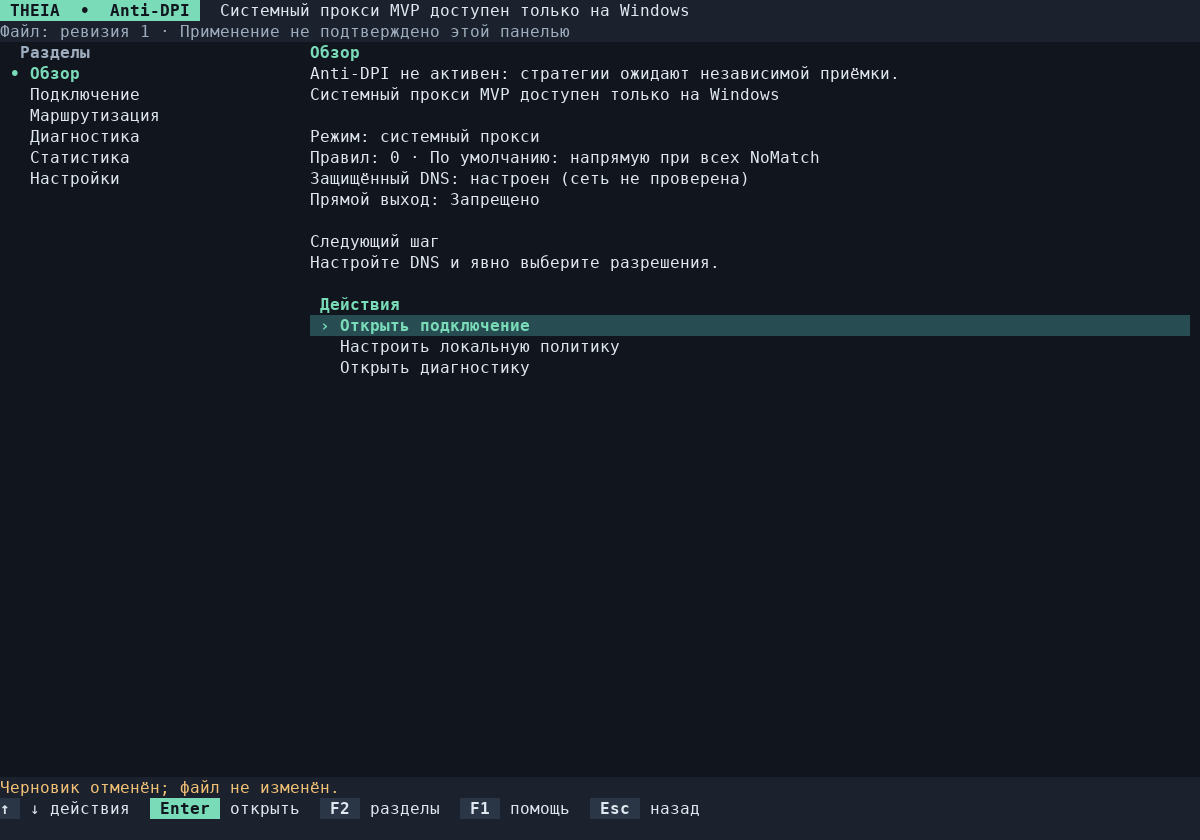 THEIA • Anti-DPI Системный прокси MVP доступен только на Windows
Файл: ревизия 1 · Применение не подтверждено этой панелью
Разделы
• Обзор
Подключение
Маршрутизация
Диагностика
Статистика
Настройки
Обзор
Anti-DPI не активен: стратегии ожидают независимой приёмки.
Системный прокси MVP доступен только на Windows
Режим: системный прокси
Правил: 0 · По умолчанию: напрямую при всех NoMatch
Защищённый DNS: настроен (сеть не проверена)
Прямой выход: Запрещено
Следующий шаг
Настройте DNS и явно выберите разрешения.
Действия
› Открыть подключение
Настроить локальную политику
Открыть диагностику
Черновик отменён; файл не изменён.
↑ ↓ действия Enter открыть F2 разделы F1 помощь Esc назад